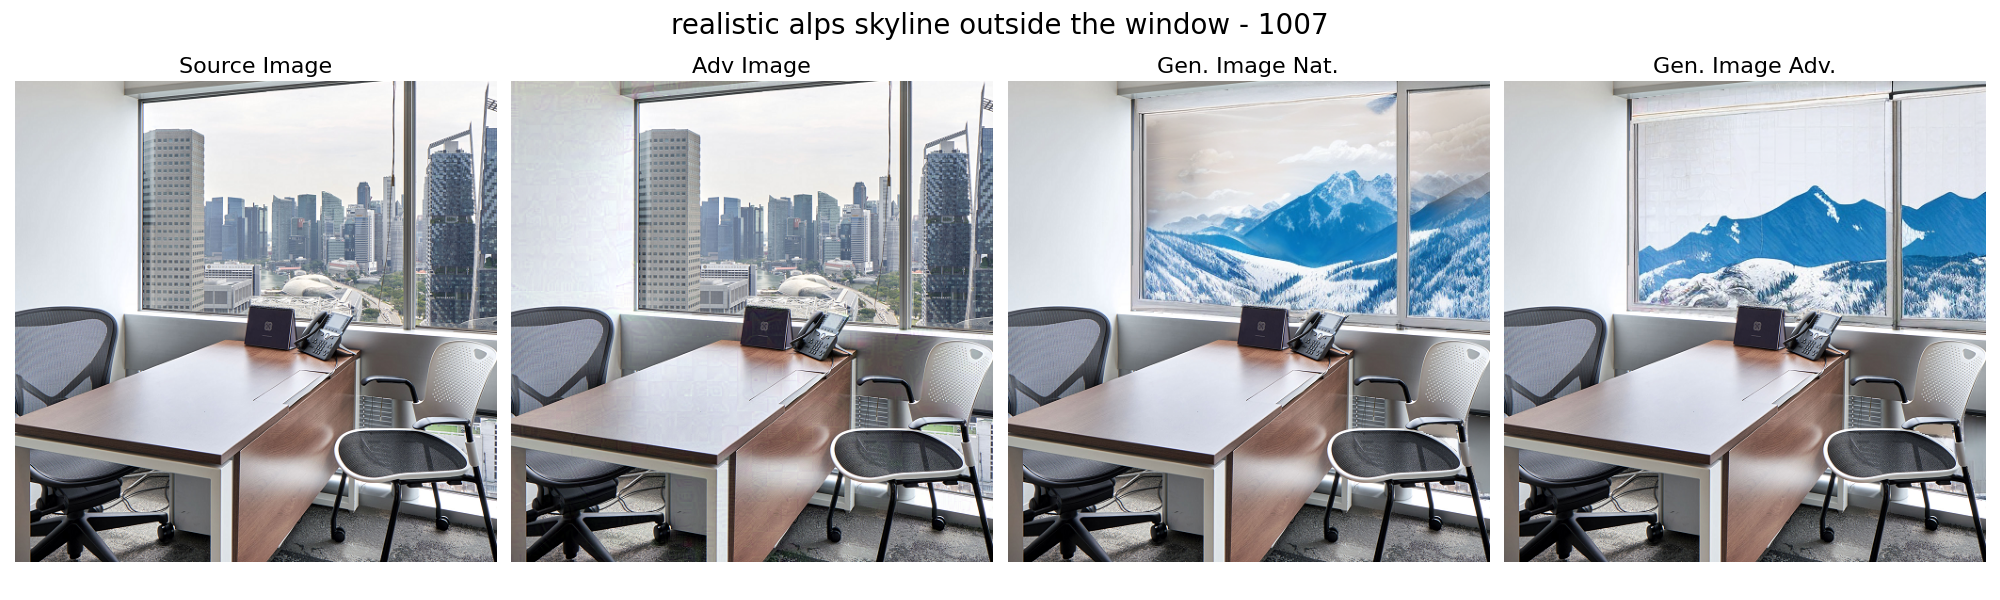 realistic alps skyline outside the window - 1007
Source Image
Adv Image
Gen. Image Nat.
Gen. Image Adv.